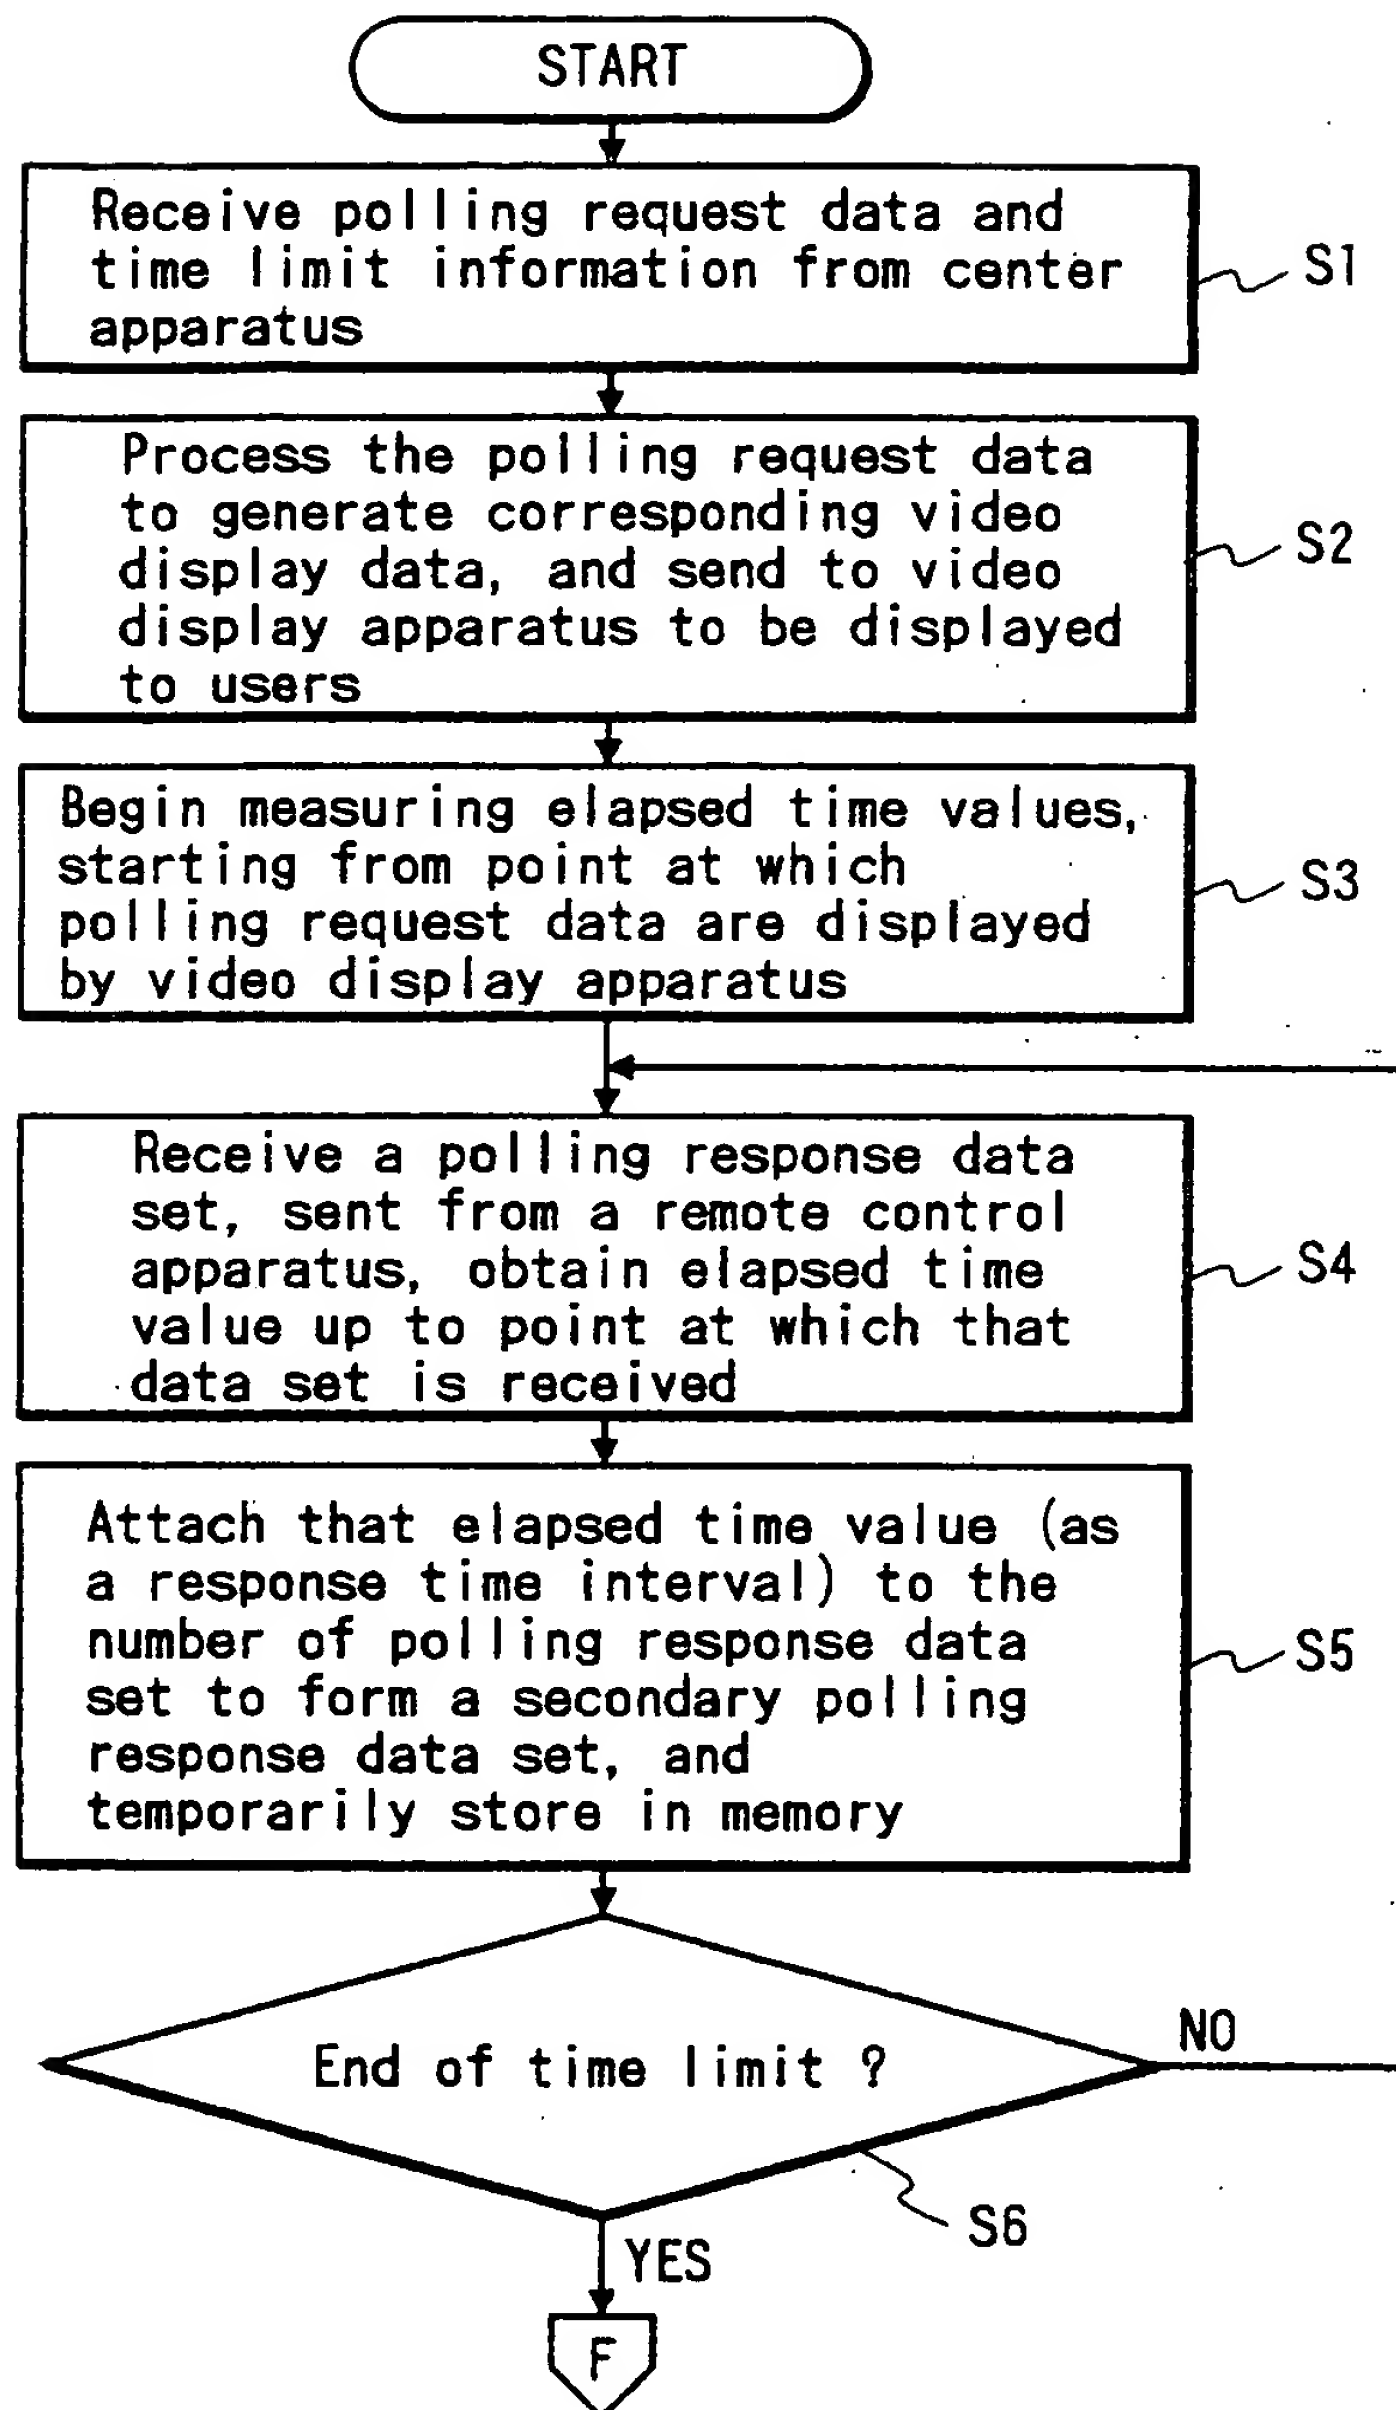 START
Receive polling request data and
time limit information from center
apparatus
S1
Process the polling request data
to generate corresponding video
display data, and send to video
display apparatus to be displayed
to users
S2
Begin measuring elapsed time values,
starting from point at which
polling request data are displayed
by video display apparatus
S3
Receive a polling response data
set, sent from a remote control
apparatus, obtain elapsed time
value up to point at which that
data set is received
S4
Attach that elapsed time value (as
a response time interval) to the
number of polling response data
set to form a secondary polling
response data set, and
temporarily store in memory
S5
End of time limit ?
NO
S6
YES
F